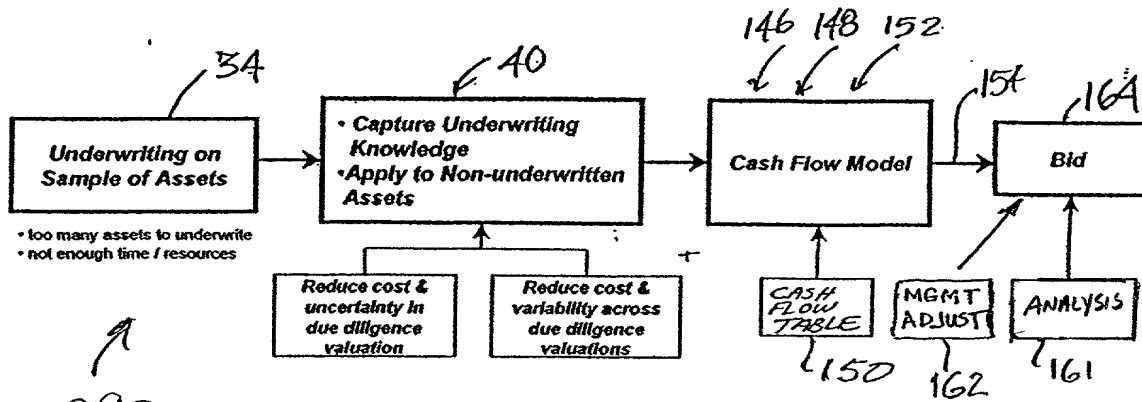 146 148 152
34
40
154
164
Underwriting on
Sample of Assets
• Capture Underwriting
Knowledge
•Apply to Non-underwritten
Assets
Cash Flow Model
Bid
• too many assets to underwrite
• not enough time / resources
Reduce cost &
uncertainty in
due diligence
valuation
Reduce cost &
variability across
due diligence
valuations
CASH
FLOW
TABLE
MGMT
ADJUST
ANALYSIS
150
162
161